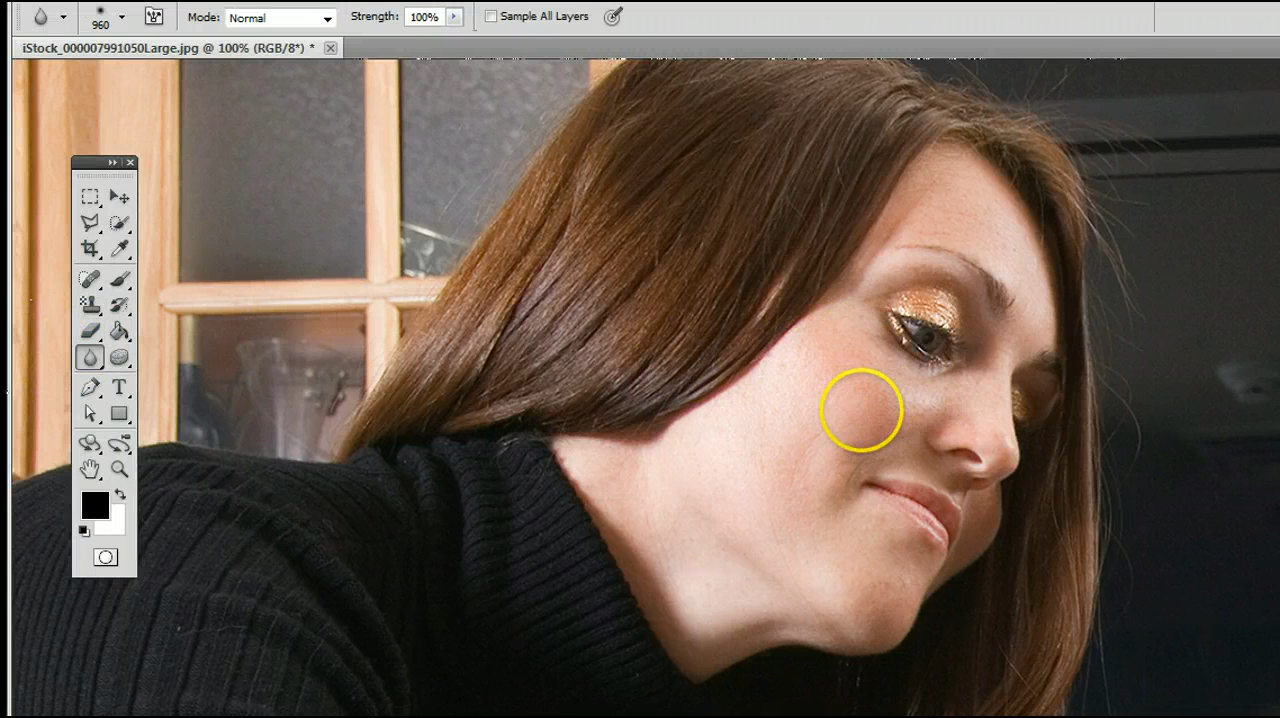 960 Mode: Normal Strength: 100% Sample All Layers
iStock_000007991050Large.jpg @ 100% (RGB/8*) *
T